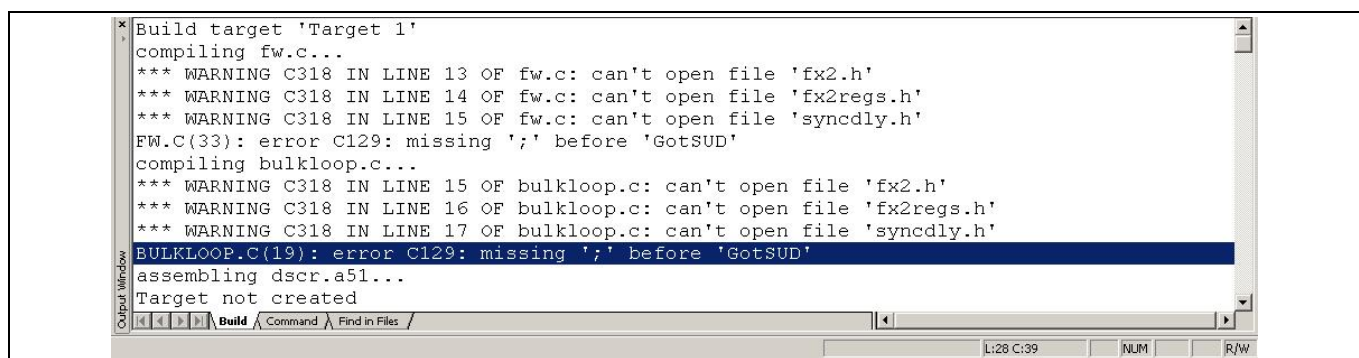 Build target 'Target 1'
compiling fw.c...
*** WARNING C318 IN LINE 13 OF fw.c: can't open file 'fx2.h'
*** WARNING C318 IN LINE 14 OF fw.c: can't open file 'fx2regs.h'
*** WARNING C318 IN LINE 15 OF fw.c: can't open file 'syncdly.h'
FW.C(33): error C129: missing ';' before 'GotSUD'
compiling bulkloop.c...
*** WARNING C318 IN LINE 15 OF bulkloop.c: can't open file 'fx2.h'
*** WARNING C318 IN LINE 16 OF bulkloop.c: can't open file 'fx2regs.h'
*** WARNING C318 IN LINE 17 OF bulkloop.c: can't open file 'syncdly.h'
BULKLOOP.C(19): error C129: missing ';' before 'GotSUD'
assembling dscr.a51...
Target not created
Output Window
Build Command Find in Files
L:28 C:39 NUM R/W